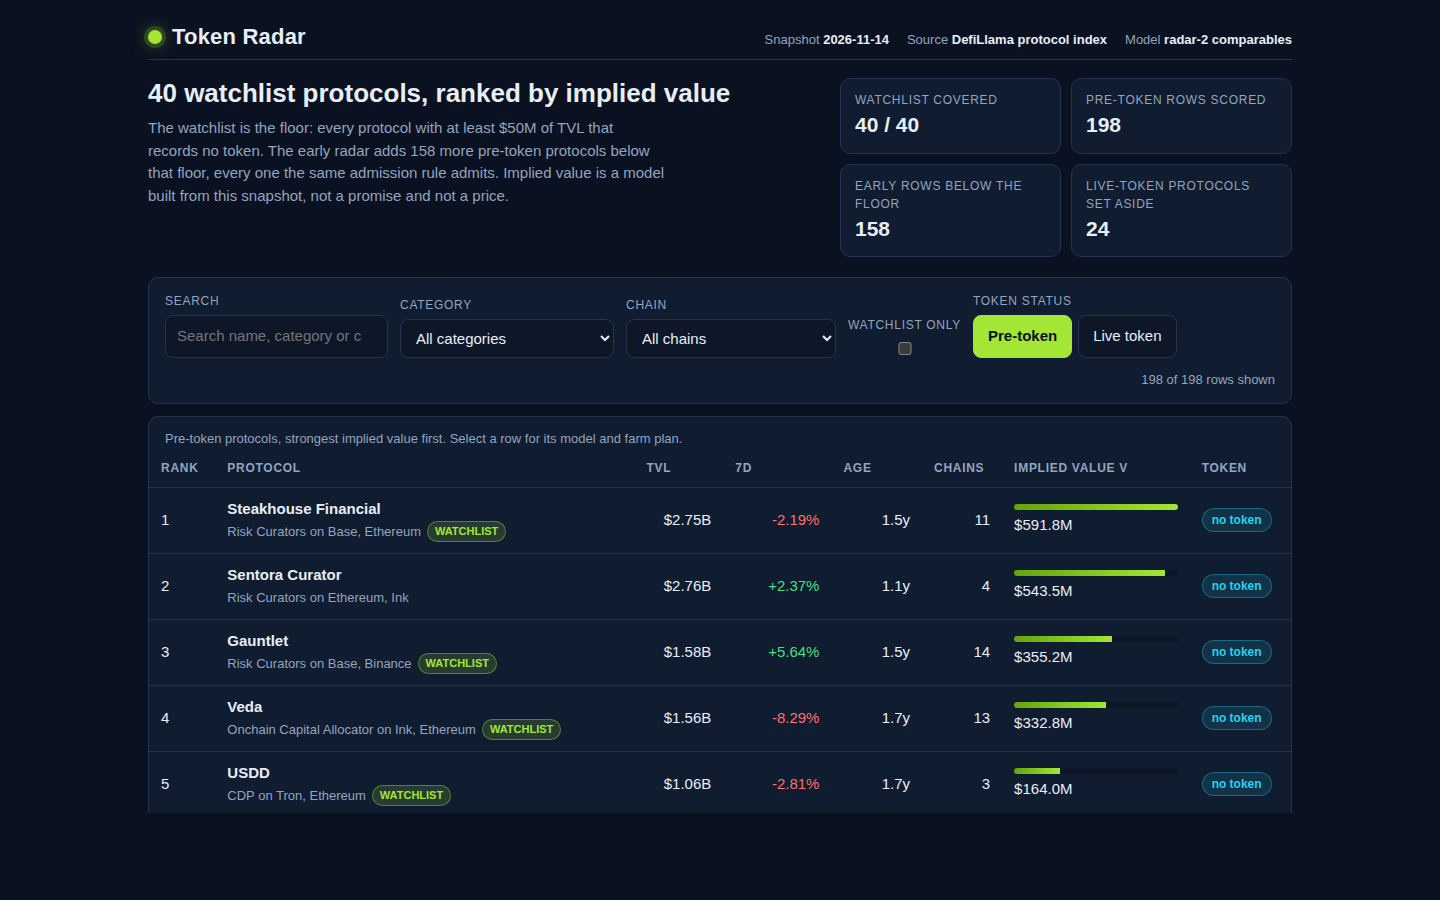 Token Radar
Snapshot 2026-11-14 Source DefiLlama protocol index Model radar-2 comparables
40 watchlist protocols, ranked by implied value
The watchlist is the floor: every protocol with at least $50M of TVL that
records no token. The early radar adds 158 more pre-token protocols below
that floor, every one the same admission rule admits. Implied value is a model
built from this snapshot, not a promise and not a price.
WATCHLIST COVERED
40 / 40
PRE-TOKEN ROWS SCORED
198
EARLY ROWS BELOW THE
FLOOR
158
LIVE-TOKEN PROTOCOLS
SET ASIDE
24
SEARCH
Search name, category or c
CATEGORY
All categories
CHAIN
All chains
WATCHLIST ONLY
TOKEN STATUS
Pre-token Live token
198 of 198 rows shown
Pre-token protocols, strongest implied value first. Select a row for its model and farm plan.
RANK PROTOCOL TVL 7D AGE CHAINS IMPLIED VALUE V TOKEN
1 Steakhouse Financial $2.75B -2.19% 1.5y 11 $591.8M no token
Risk Curators on Base, Ethereum WATCHLIST
2 Sentora Curator $2.76B +2.37% 1.1y 4 $543.5M no token
Risk Curators on Ethereum, Ink
3 Gauntlet $1.58B +5.64% 1.5y 14 $355.2M no token
Risk Curators on Base, Binance WATCHLIST
4 Veda $1.56B -8.29% 1.7y 13 $332.8M no token
Onchain Capital Allocator on Ink, Ethereum WATCHLIST
5 USDD $1.06B -2.81% 1.7y 3 $164.0M no token
CDP on Tron, Ethereum WATCHLIST